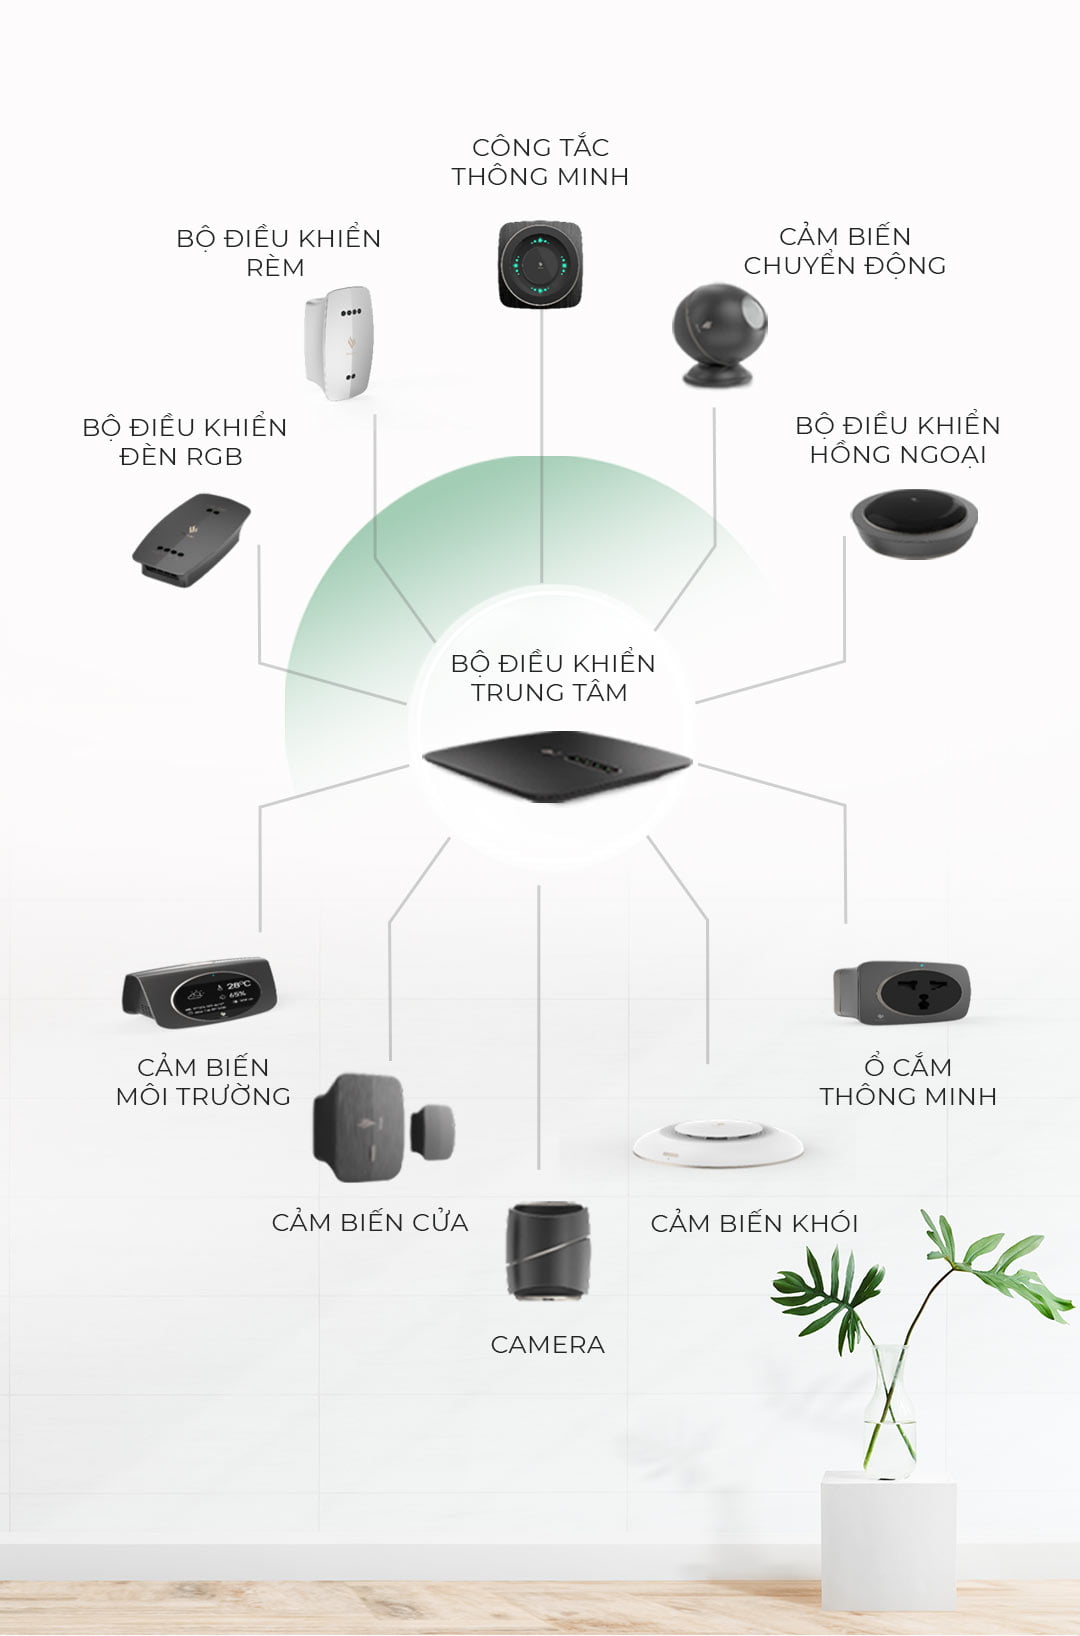 CÔNG TẮC
THÔNG MINH
BỘ ĐIỀU KHIỂN
RÈM
CẢM BIẾN
CHUYỂN ĐỘNG
BỘ ĐIỀU KHIỂN
ĐÈN RGB
BỘ ĐIỀU KHIỂN
HỒNG NGOẠI
BỘ ĐIỀU KHIỂN
TRUNG TÂM
28°C
65%
CẢM BIẾN
MÔI TRƯỜNG
Ổ CẮM
THÔNG MINH
CẢM BIẾN CỬA
CẢM BIẾN KHÓI
CAMERA